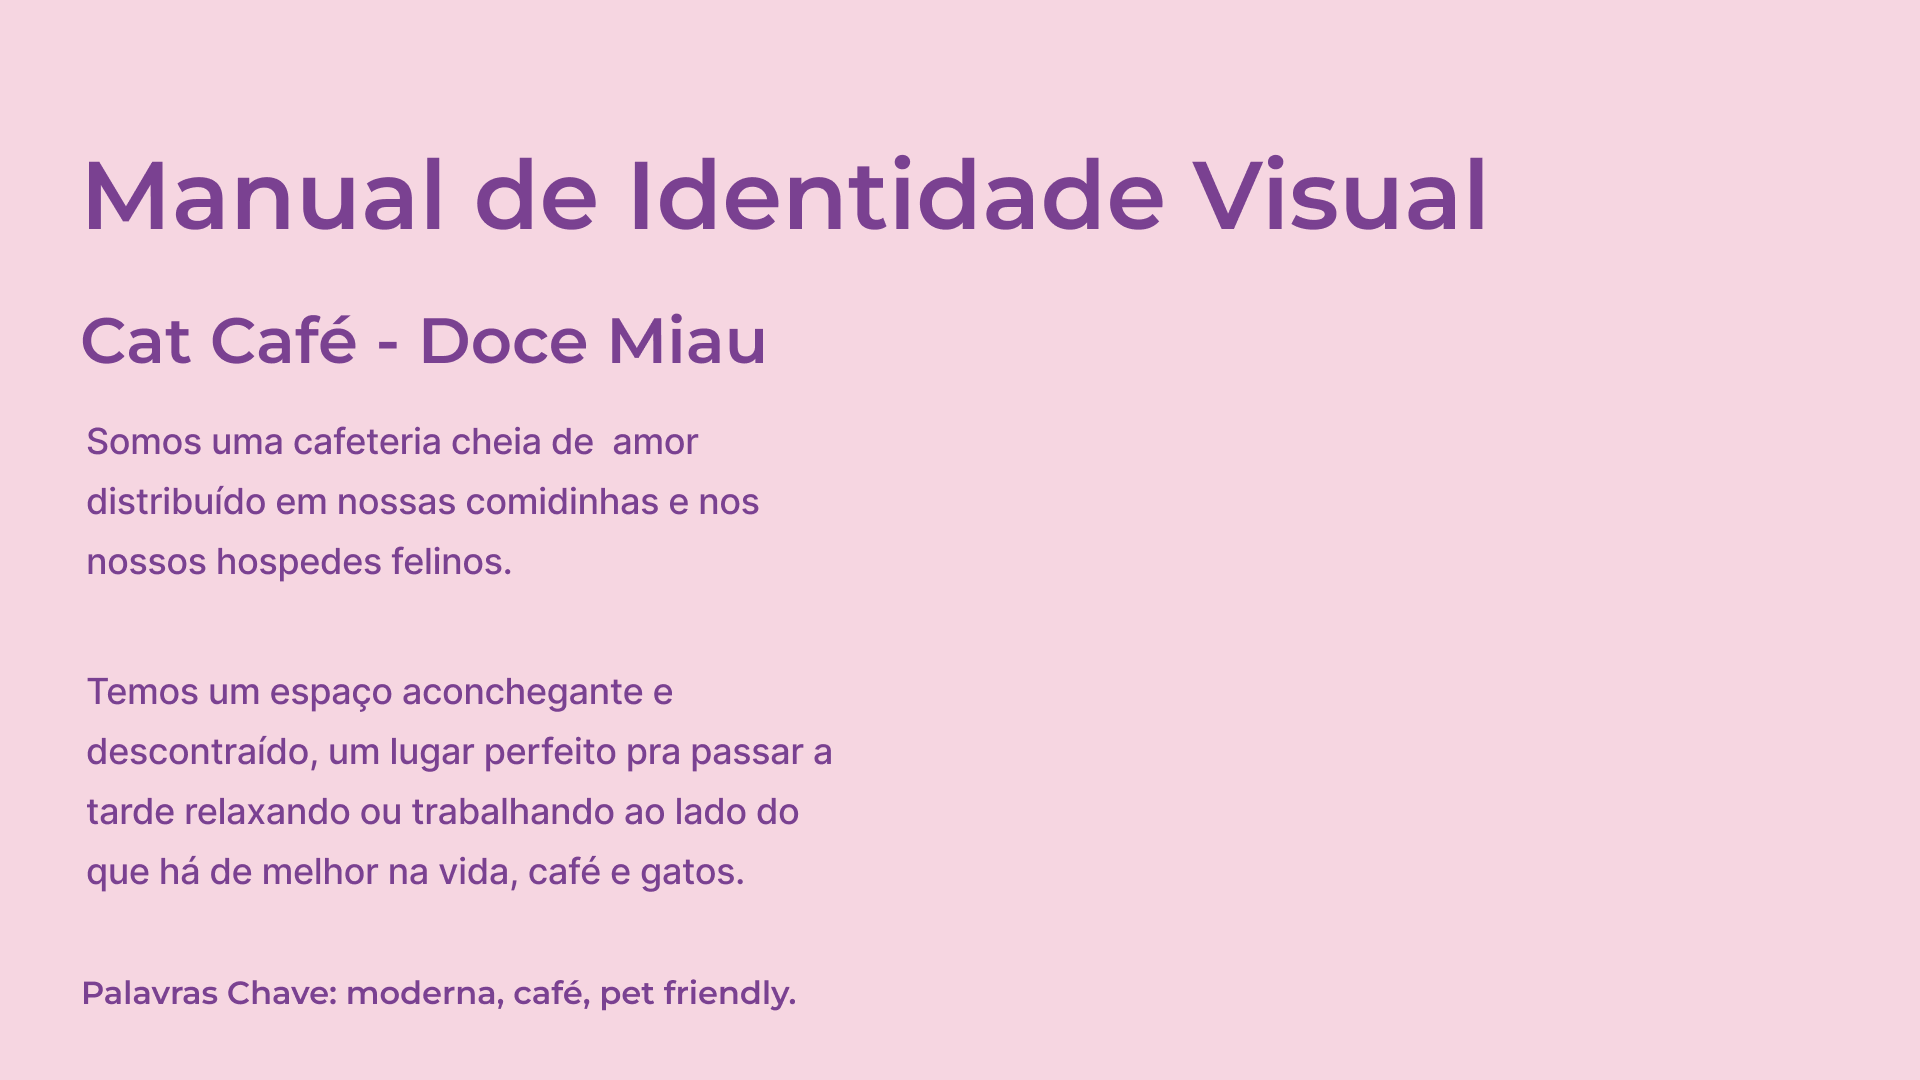 Manual de Identidade Visual
Cat Café - Doce Miau
Somos uma cafeteria cheia de  amor
distribuído em nossas comidinhas e nos
nossos hospedes felinos.
Temos um espaço aconchegante e
descontraído, um lugar perfeito pra passar a
tarde relaxando ou trabalhando ao lado do
que há de melhor na vida, café e gatos.
Palavras Chave: moderna, café, pet friendly.